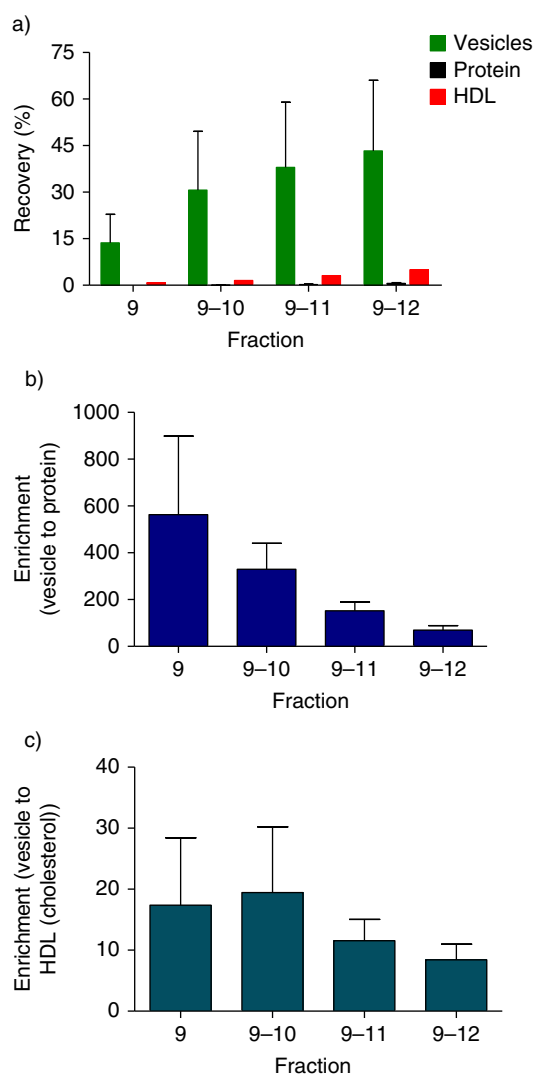 a)
Vesicles
Protein
HDL
Recovery (%)
75
60
45
30
15
0
9
9–10
9–11
9–12
Fraction
b)
Enrichment
(vesicle to protein)
1000
800
600
400
200
0
9
9–10
9–11
9–12
Fraction
c)
Enrichment (vesicle to
HDL (cholesterol))
40
30
20
10
0
9
9–10
9–11
9–12
Fraction